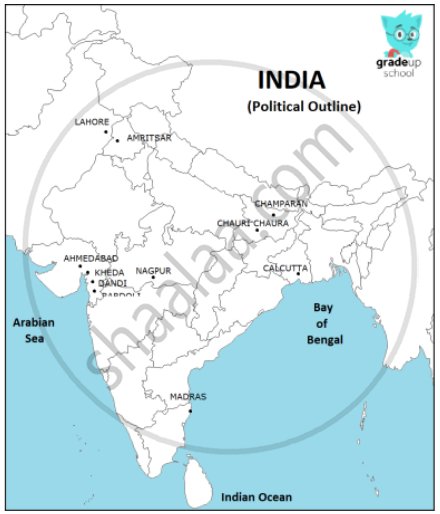 gradeup
school
INDIA
(Political Outline)
LAHORE
AMRITSAR
CHAMPARAN
CHAURI CHAURA
AHMEDABAD
KHEDA
NAGPUR
CALCUTTA
DANDI
BARDOLI
Arabian
Sea
Bay
of
Bengal
MADRAS
Indian Ocean
shaalaa.com